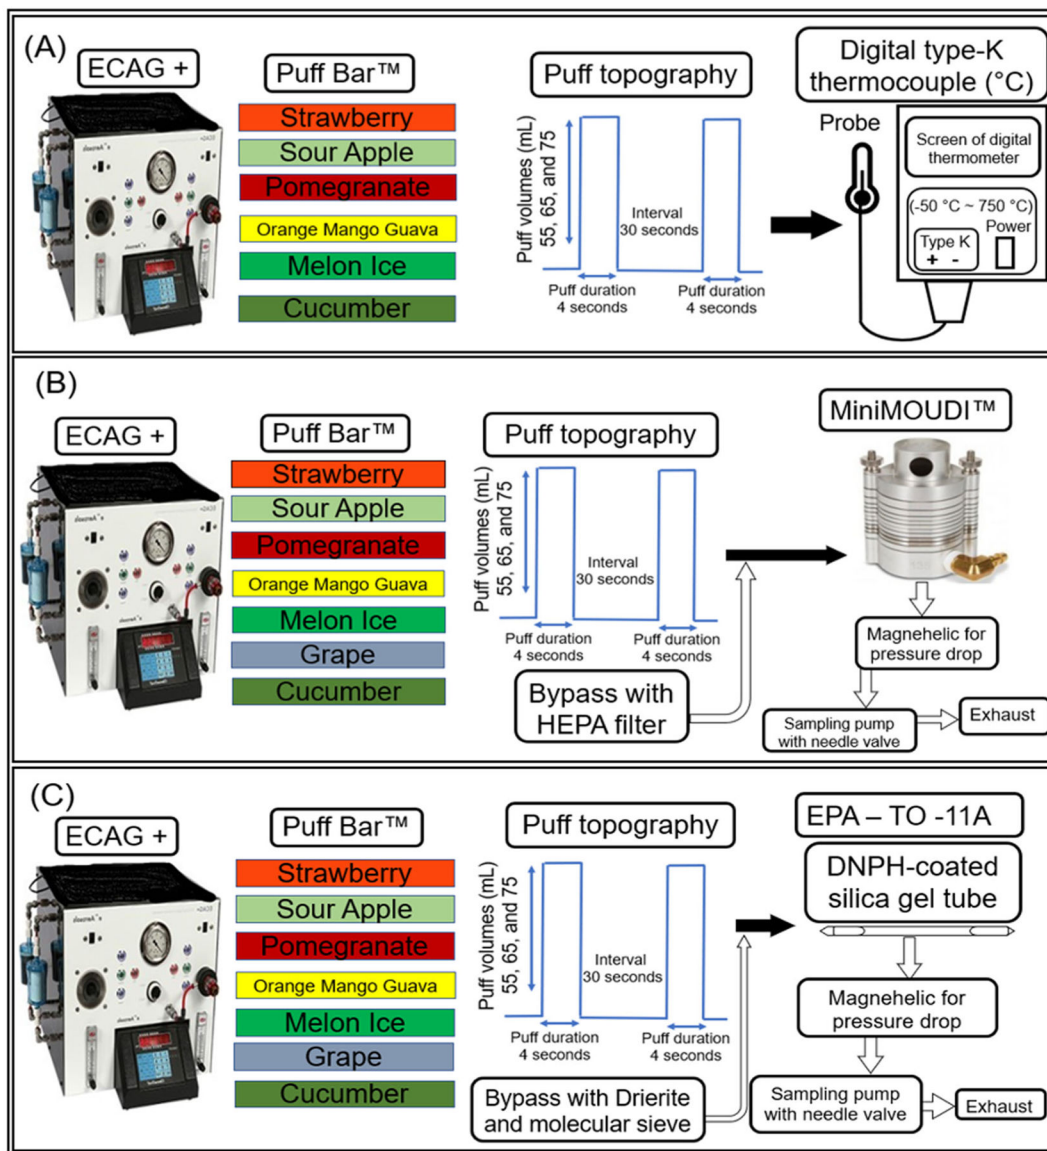 (A)
ECAG +
Puff Bar™
Strawberry
Sour Apple
Pomegranate
Orange Mango Guava
Melon Ice
Cucumber
Puff topography
Puff volumes (mL)
55, 65, and 75
Interval
30 seconds
Puff duration
4 seconds
Puff duration
4 seconds
Digital type-K
thermocouple (°C)
Probe
Screen of digital
thermometer
(-50 °C ~ 750 °C)
Type K
+ -
Power
(B)
ECAG +
Puff Bar™
Strawberry
Sour Apple
Pomegranate
Orange Mango Guava
Melon Ice
Grape
Cucumber
Puff topography
Puff volumes (mL)
55, 65, and 75
Interval
30 seconds
Puff duration
4 seconds
Puff duration
4 seconds
Bypass with
HEPA filter
MiniMOUDI™
Magnehelic for
pressure drop
Sampling pump
with needle valve
Exhaust
(C)
ECAG +
Puff Bar™
Strawberry
Sour Apple
Pomegranate
Orange Mango Guava
Melon Ice
Grape
Cucumber
Puff topography
Puff volumes (mL)
55, 65, and 75
Interval
30 seconds
Puff duration
4 seconds
Puff duration
4 seconds
Bypass with Drierite
and molecular sieve
EPA – TO -11A
DNPH-coated
silica gel tube
Magnehelic for
pressure drop
Sampling pump
with needle valve
Exhaust